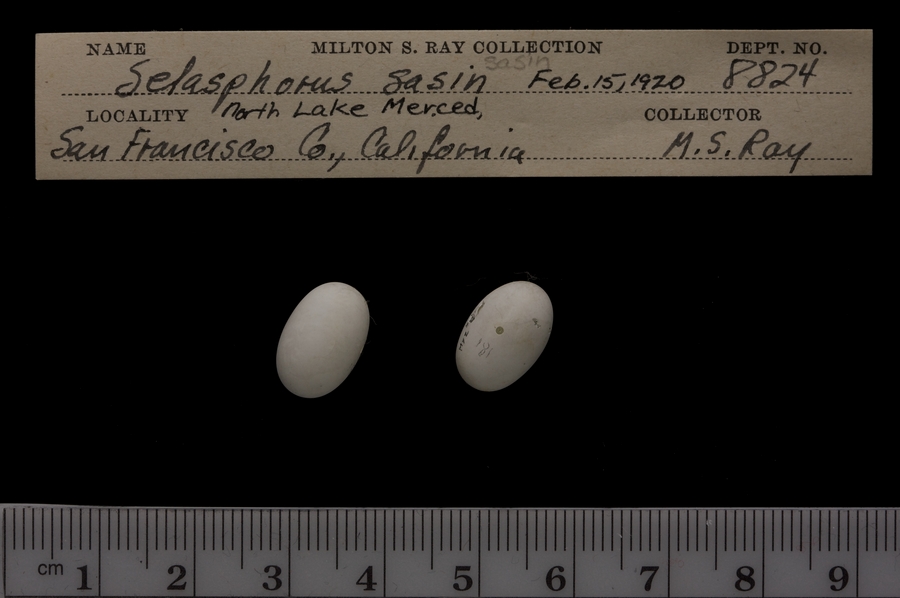 NAME MILTON S. RAY COLLECTION DEPT. NO.
sasin
Selasphorus sasin Feb. 15, 1920 8824
LOCALITY North Lake Merced, COLLECTOR
San Francisco Co., California M. S. Ray
cm 1 2 3 4 5 6 7 8 9